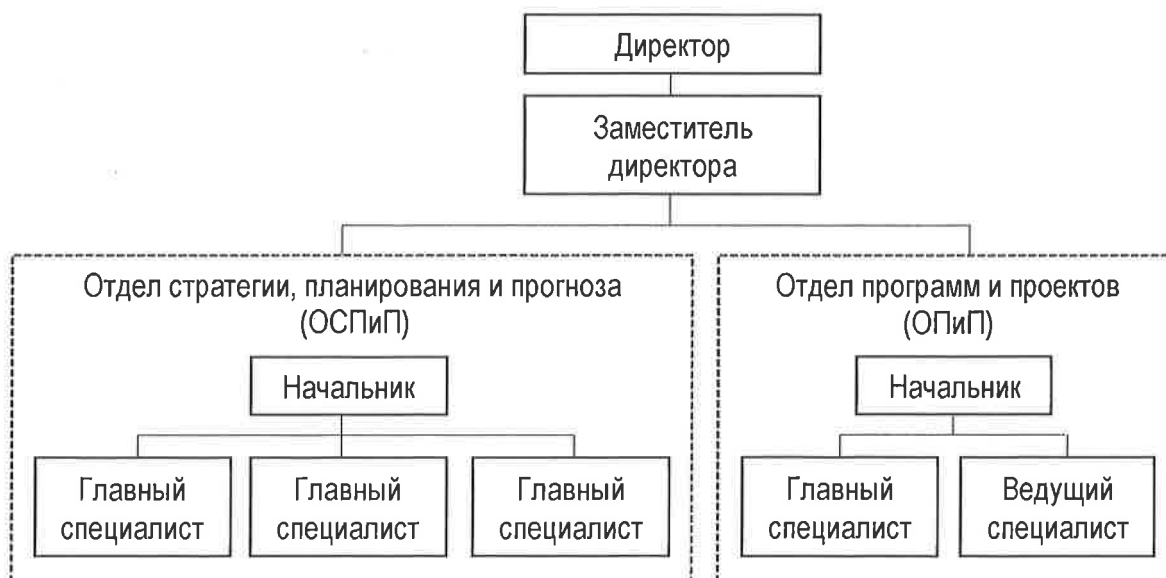 Директор
Заместитель
директора
Отдел стратегии, планирования и прогноза
(ОСПиП)
Начальник
Главный
специалист
Главный
специалист
Главный
специалист
Отдел программ и проектов
(ОПиП)
Начальник
Главный
специалист
Ведущий
специалист